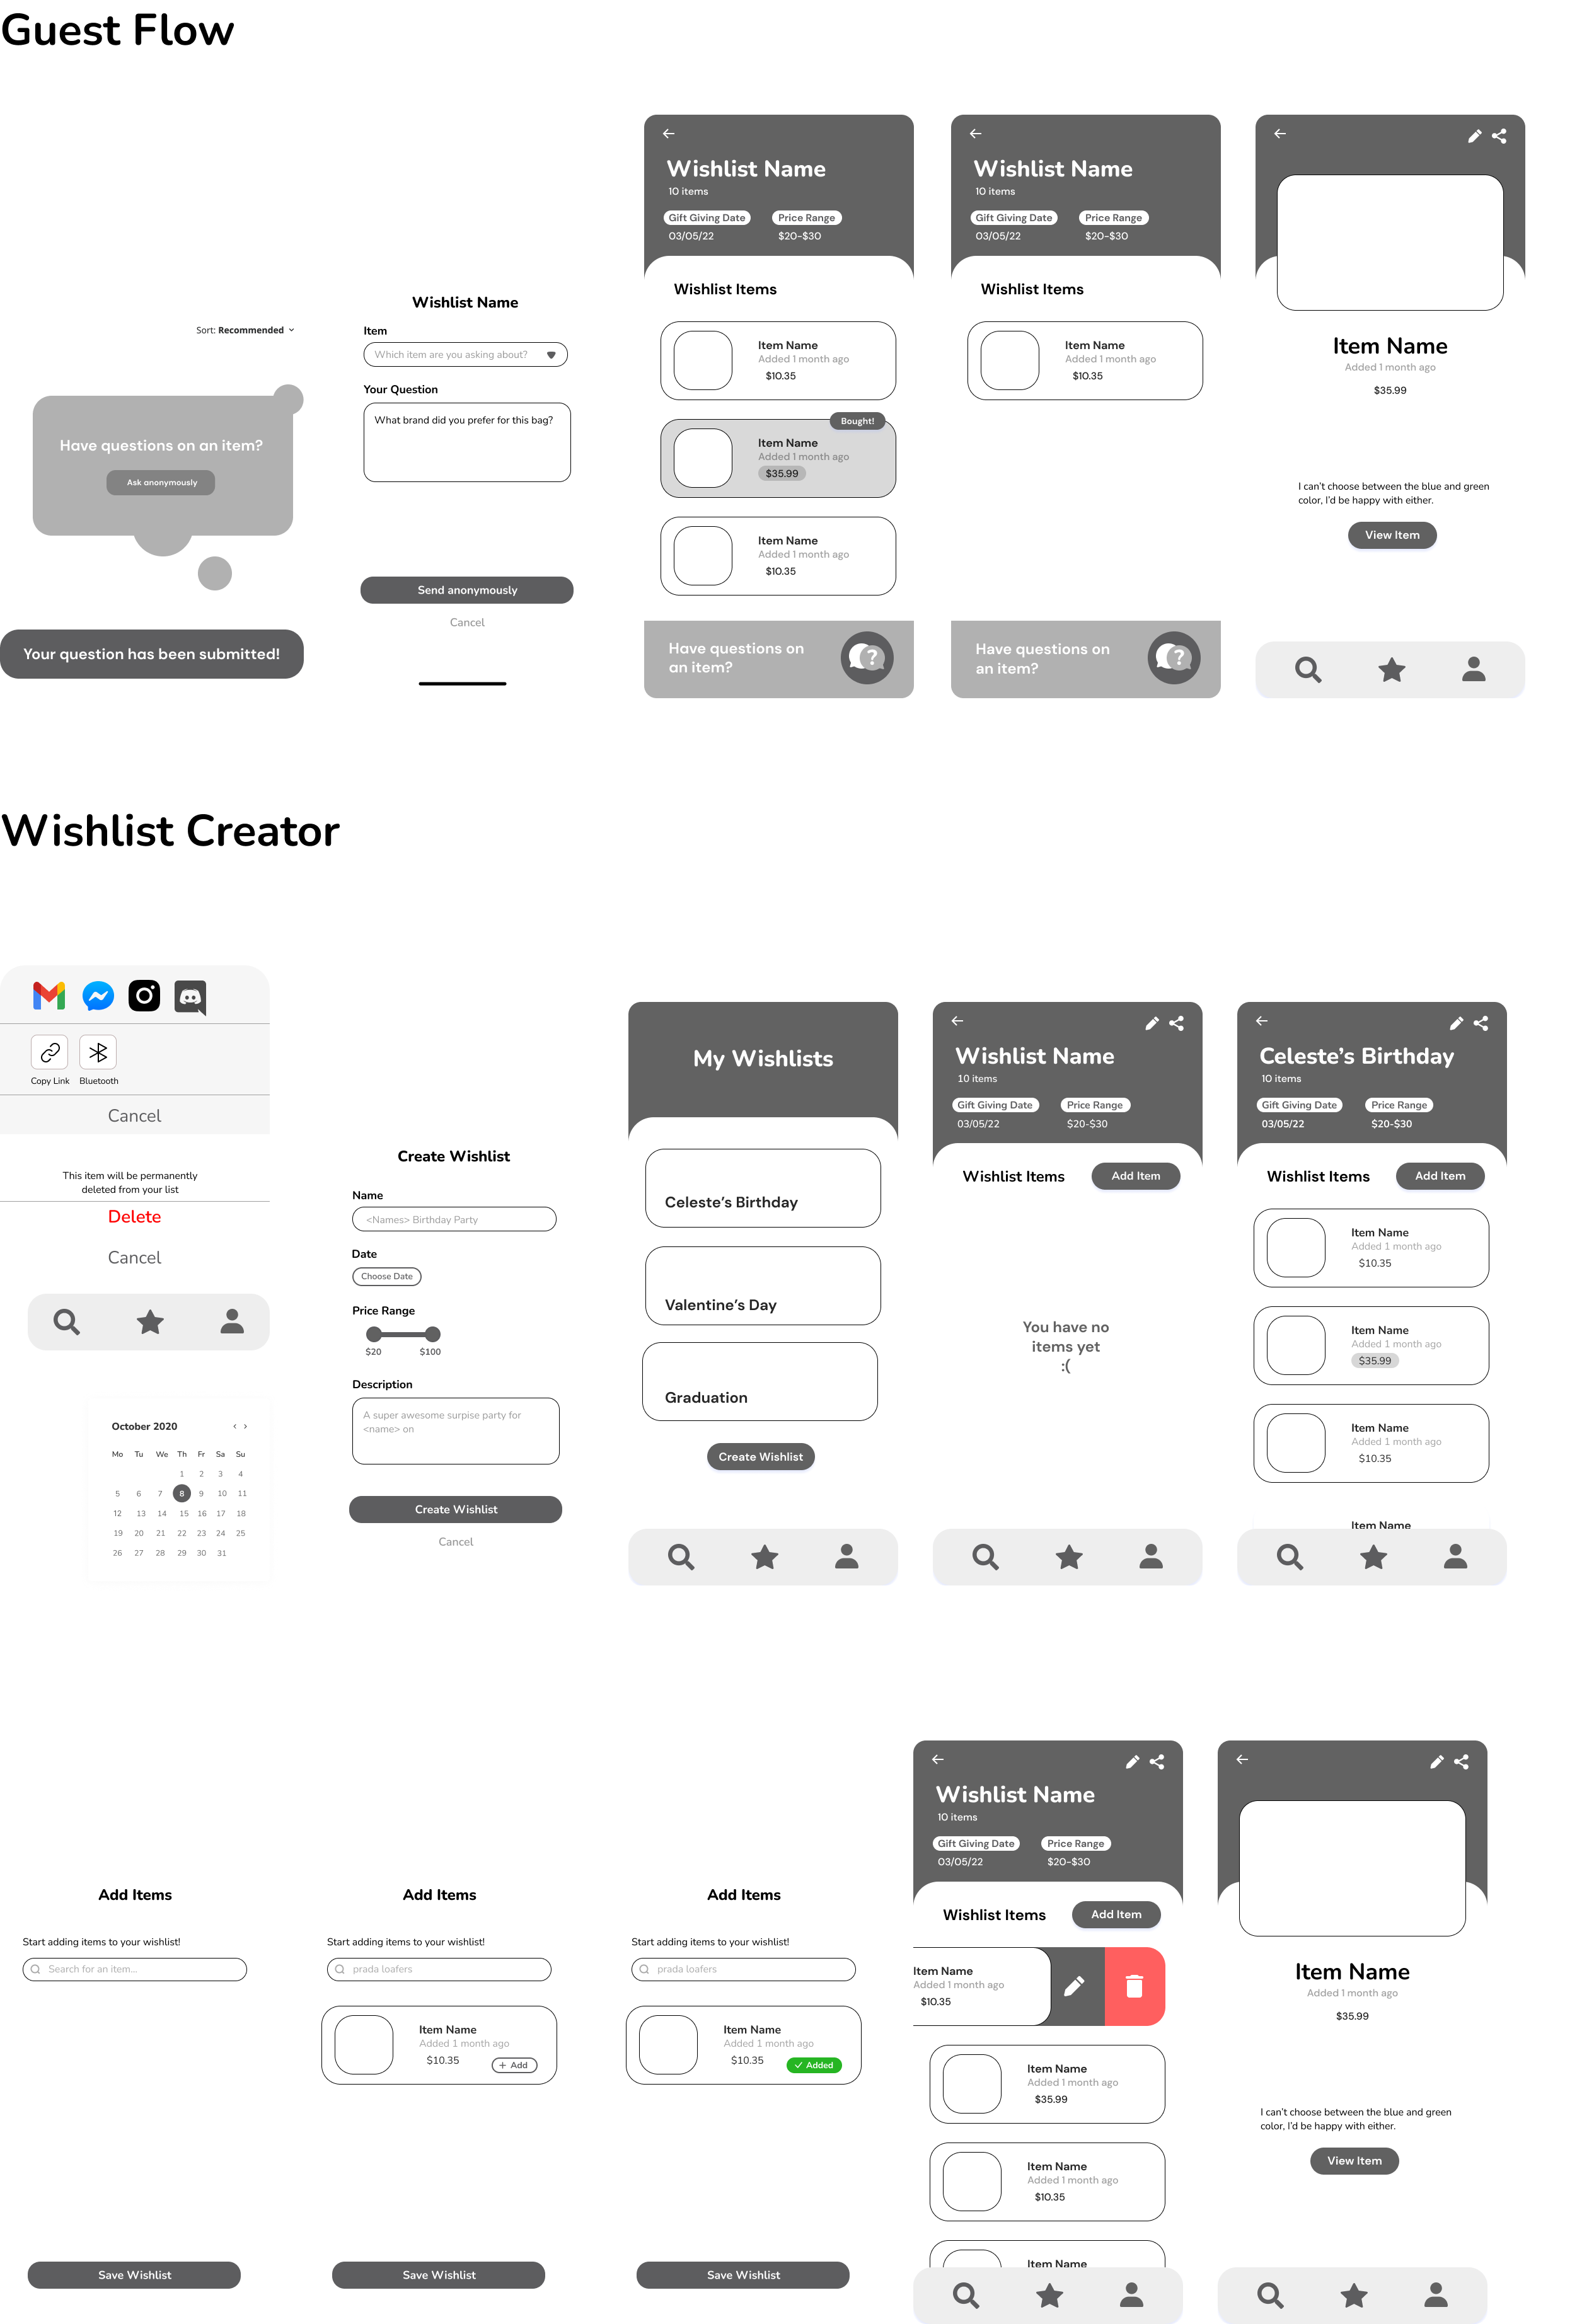 Guest Flow
Sort: Recommended
Have questions on an item?
Ask anonymously
Your question has been submitted!
Wishlist Name
Item
Which item are you asking about?
Your Question
What brand did you prefer for this bag?
Send anonymously
Cancel
Wishlist Name
10 items
Gift Giving Date Price Range
03/05/22 $20-$30
Wishlist Items
Item Name
Added 1 month ago
$10.35
Bought!
Item Name
Added 1 month ago
$35.99
Item Name
Added 1 month ago
$10.35
Have questions on
an item?
?
Wishlist Name
10 items
Gift Giving Date Price Range
03/05/22 $20-$30
Wishlist Items
Item Name
Added 1 month ago
$10.35
Have questions on
an item?
?
Item Name
Added 1 month ago
$35.99
I can't choose between the blue and green
color, I'd be happy with either.
View Item
Wishlist Creator
Copy Link Bluetooth
Cancel
This item will be permanently
deleted from your list
Delete
Cancel
October 2020
Mo Tu We Th Fr Sa Su
1 2 3 4
5 6 7 8 9 10 11
12 13 14 15 16 17 18
19 20 21 22 23 24 25
26 27 28 29 30 31
Create Wishlist
Name
<Names> Birthday Party
Date
Choose Date
Price Range
$20 $100
Description
A super awesome surpise party for
<name> on
Create Wishlist
Cancel
My Wishlists
Celeste's Birthday
Valentine's Day
Graduation
Create Wishlist
Wishlist Name
10 items
Gift Giving Date Price Range
03/05/22 $20-$30
Wishlist Items Add Item
You have no
items yet
:(
Celeste's Birthday
10 items
Gift Giving Date Price Range
03/05/22 $20-$30
Wishlist Items Add Item
Item Name
Added 1 month ago
$10.35
Item Name
Added 1 month ago
$35.99
Item Name
Added 1 month ago
$10.35
Item Name
Add Items
Start adding items to your wishlist!
Search for an item...
Save Wishlist
Add Items
Start adding items to your wishlist!
prada loafers
Item Name
Added 1 month ago
$10.35
+ Add
Save Wishlist
Add Items
Start adding items to your wishlist!
prada loafers
Item Name
Added 1 month ago
$10.35
Added
Save Wishlist
Wishlist Name
10 items
Gift Giving Date Price Range
03/05/22 $20-$30
Wishlist Items Add Item
Item Name
Added 1 month ago
$10.35
Item Name
Added 1 month ago
$35.99
Item Name
Added 1 month ago
$10.35
Item Name
Item Name
Added 1 month ago
$35.99
I can't choose between the blue and green
color, I'd be happy with either.
View Item